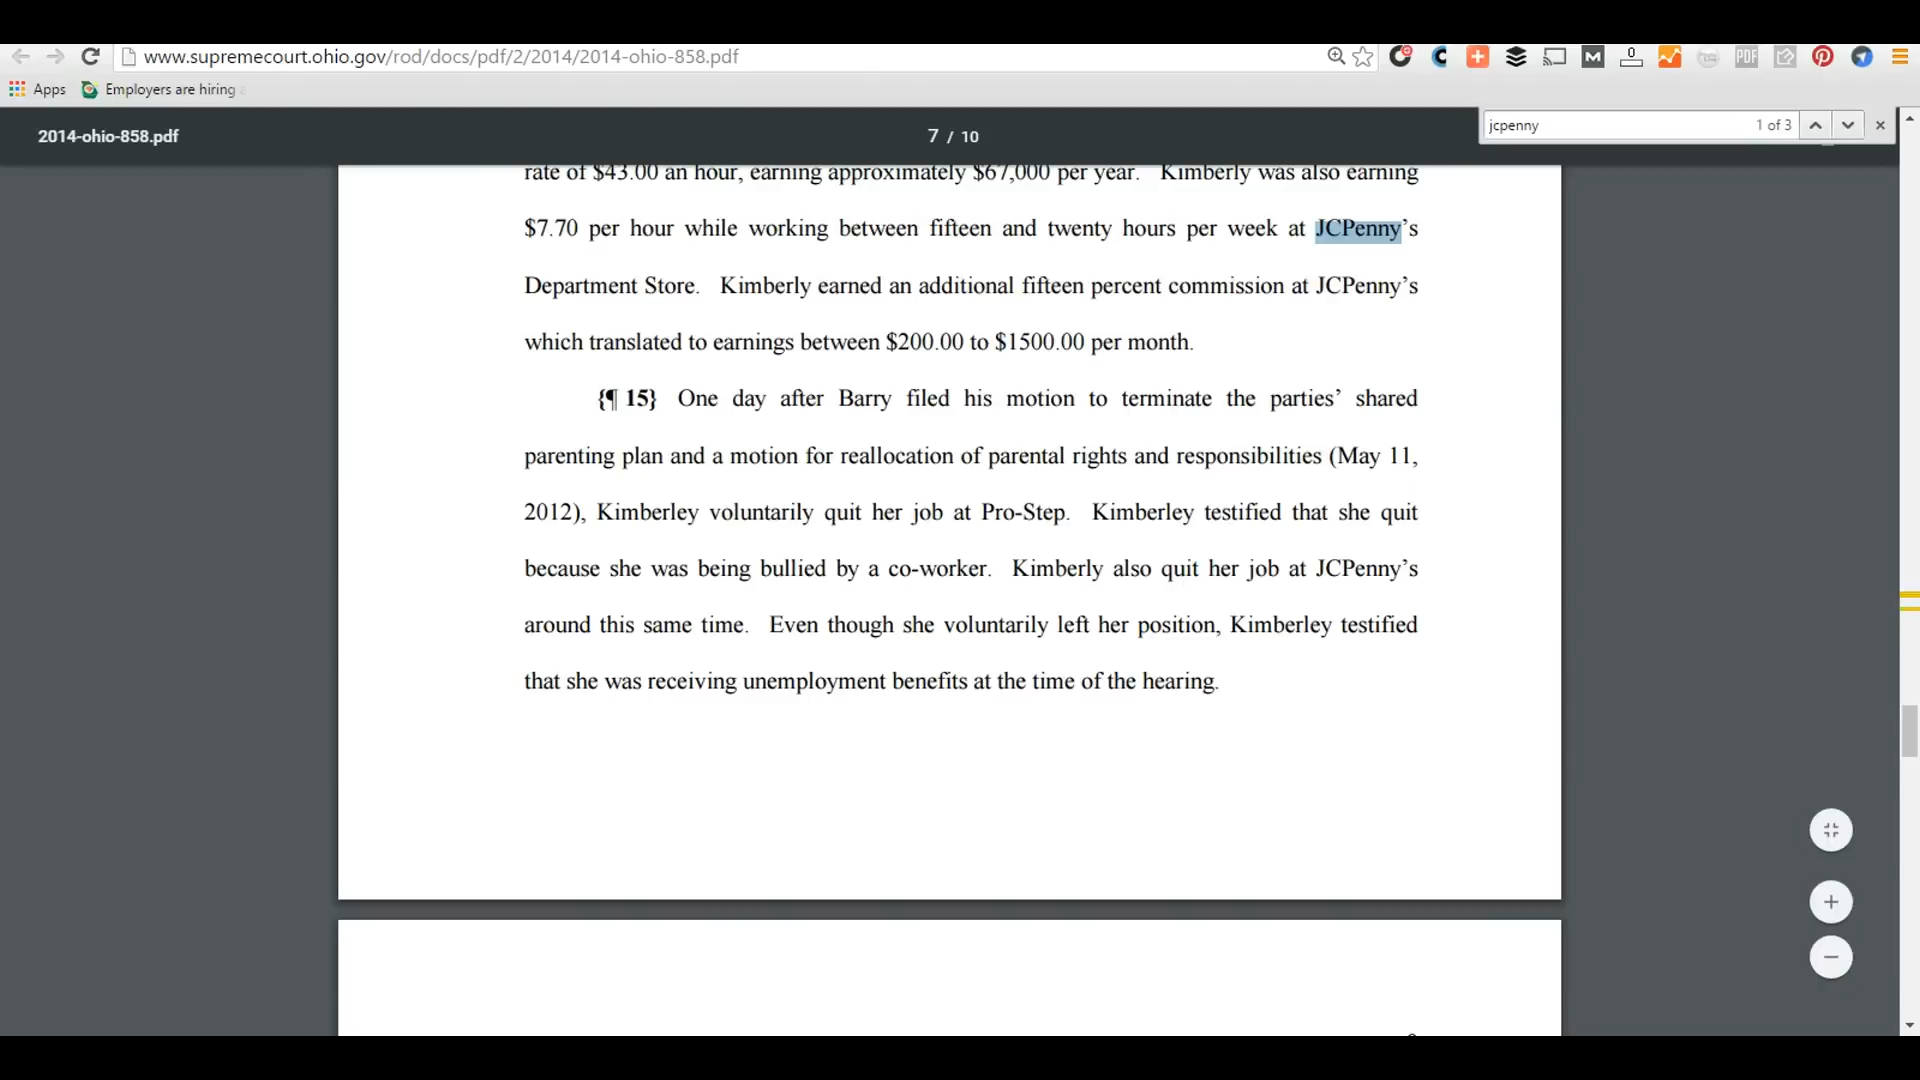 www.supremecourt.ohio.gov/rod/docs/pdf/2/2014/2014-ohio-858.pdf
Apps Employers are hiring
2014-ohio-858.pdf 7 / 10 jcpenny 1 of 3
rate of $43.00 an hour, earning approximately $67,000 per year. Kimberly was also earning
$7.70 per hour while working between fifteen and twenty hours per week at JCPenny’s
Department Store. Kimberly earned an additional fifteen percent commission at JCPenny’s
which translated to earnings between $200.00 to $1500.00 per month.
{¶ 15} One day after Barry filed his motion to terminate the parties’ shared
parenting plan and a motion for reallocation of parental rights and responsibilities (May 11,
2012), Kimberley voluntarily quit her job at Pro-Step. Kimberley testified that she quit
because she was being bullied by a co-worker. Kimberly also quit her job at JCPenny’s
around this same time. Even though she voluntarily left her position, Kimberley testified
that she was receiving unemployment benefits at the time of the hearing.